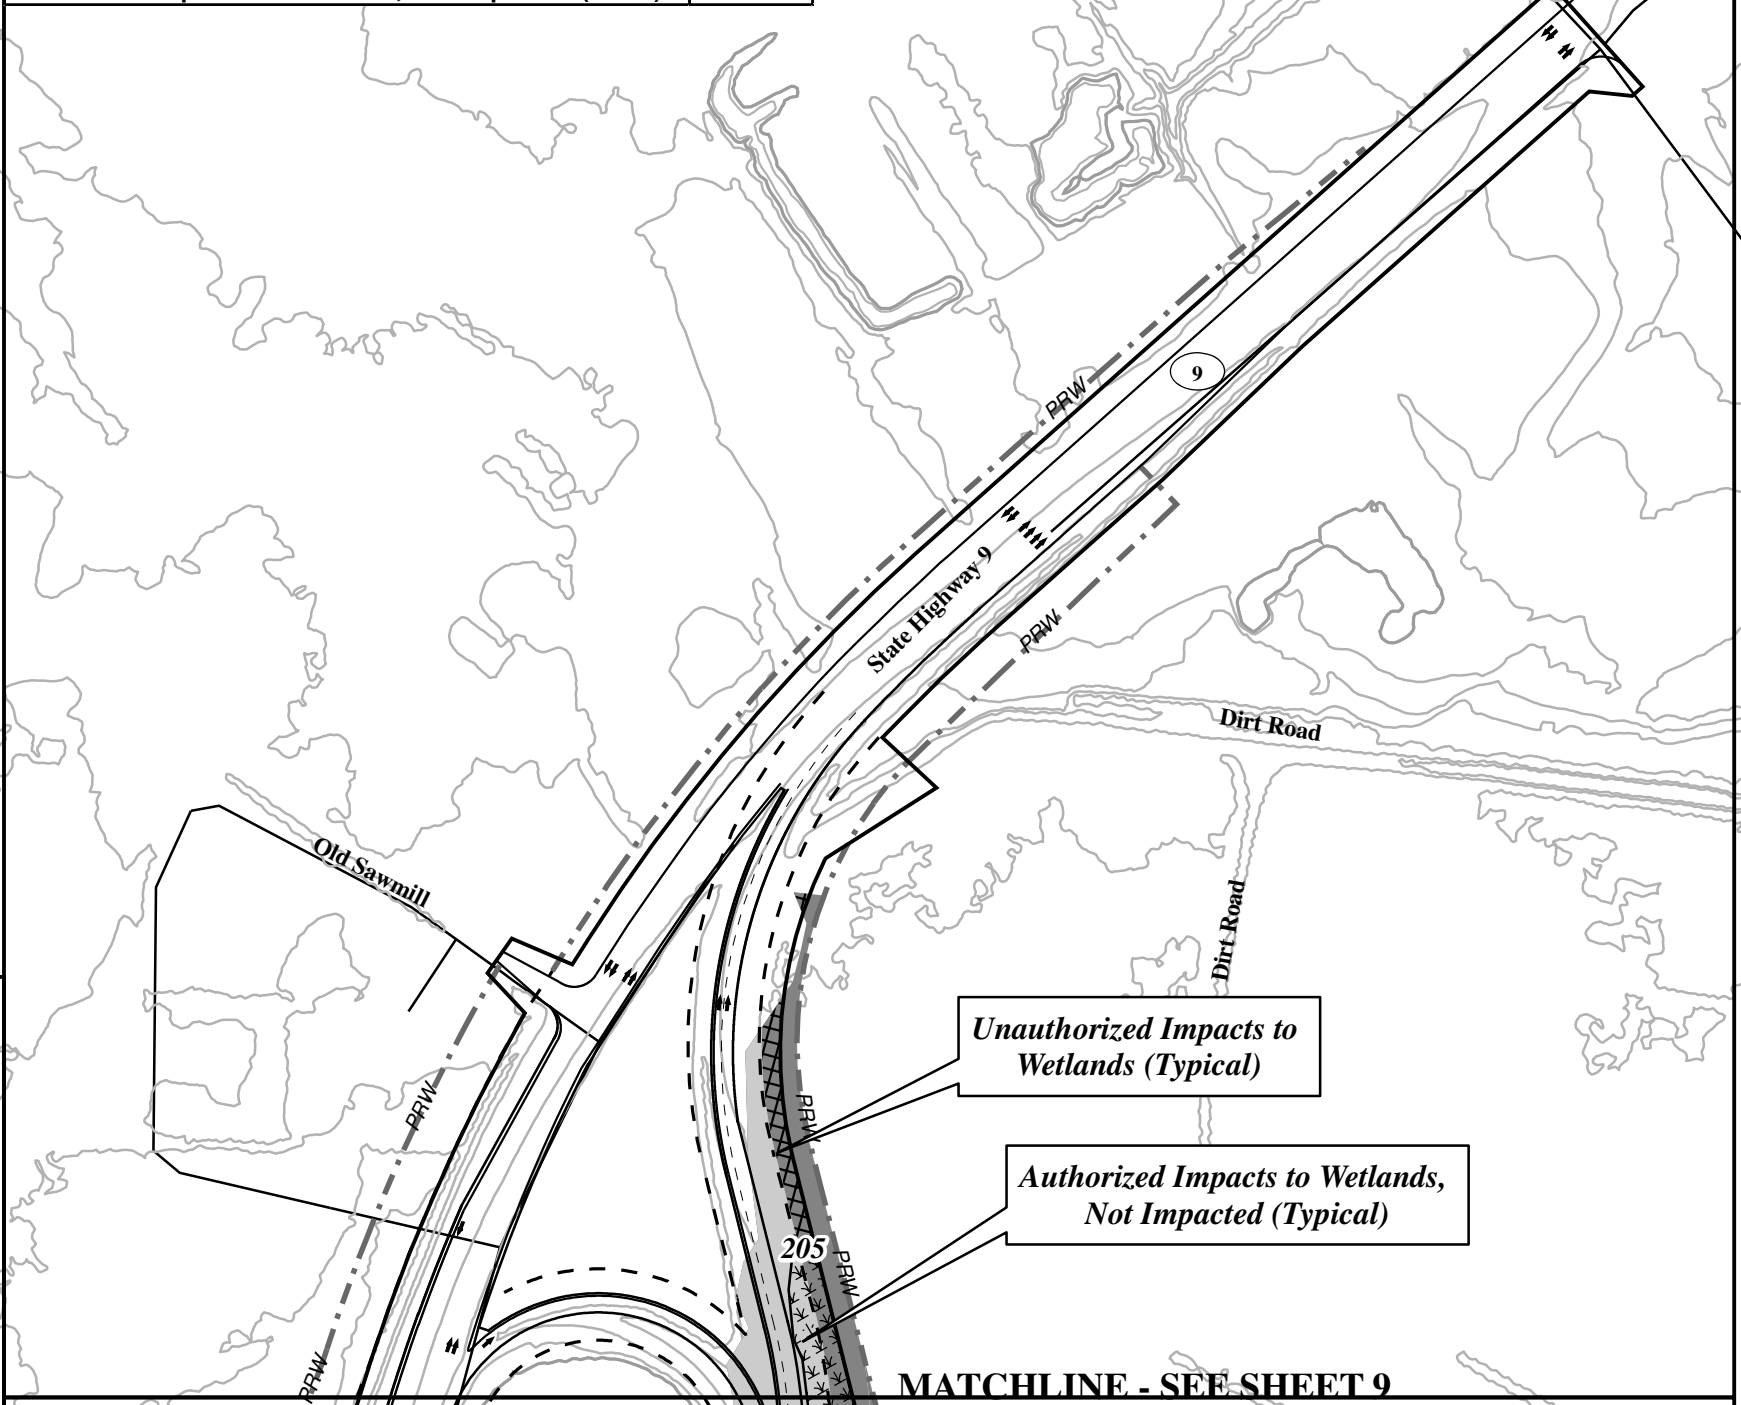 9
PRW
State Highway 9
PRW
Dirt Road
Old Sawmill
Dirt Road
Unauthorized Impacts to
Wetlands (Typical)
PRW
PRW
Authorized Impacts to Wetlands,
Not Impacted (Typical)
205
PRW
PRW
MATCHLINE - SEE SHEET 9